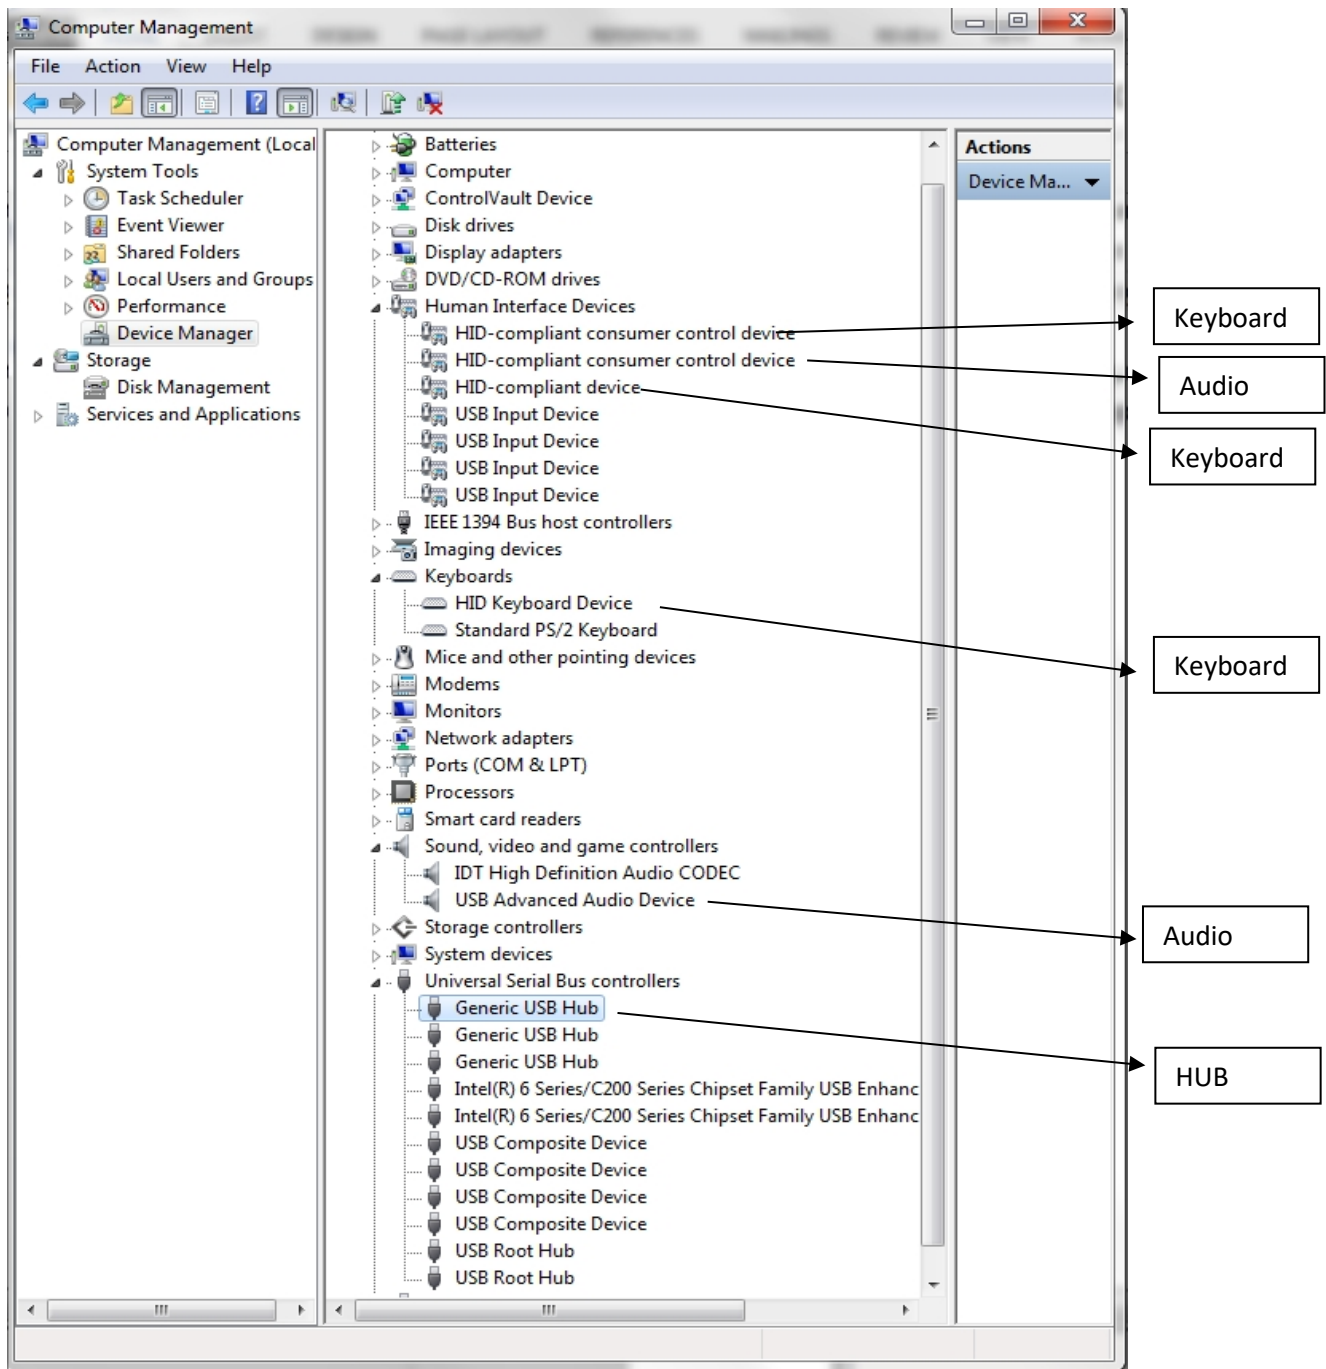 Computer Management
File Action View Help
Computer Management (Local
System Tools
Task Scheduler
Event Viewer
Shared Folders
Local Users and Groups
Performance
Device Manager
Storage
Disk Management
Services and Applications
Batteries
Computer
ControlVault Device
Disk drives
Display adapters
DVD/CD-ROM drives
Human Interface Devices
HID-compliant consumer control device
HID-compliant consumer control device
HID-compliant device
USB Input Device
USB Input Device
USB Input Device
USB Input Device
IEEE 1394 Bus host controllers
Imaging devices
Keyboards
HID Keyboard Device
Standard PS/2 Keyboard
Mice and other pointing devices
Modems
Monitors
Network adapters
Ports (COM & LPT)
Processors
Smart card readers
Sound, video and game controllers
IDT High Definition Audio CODEC
USB Advanced Audio Device
Storage controllers
System devices
Universal Serial Bus controllers
Generic USB Hub
Generic USB Hub
Generic USB Hub
Intel(R) 6 Series/C200 Series Chipset Family USB Enhanc
Intel(R) 6 Series/C200 Series Chipset Family USB Enhanc
USB Composite Device
USB Composite Device
USB Composite Device
USB Composite Device
USB Root Hub
USB Root Hub
Actions
Device Ma...
Keyboard
Audio
Keyboard
Keyboard
Audio
HUB